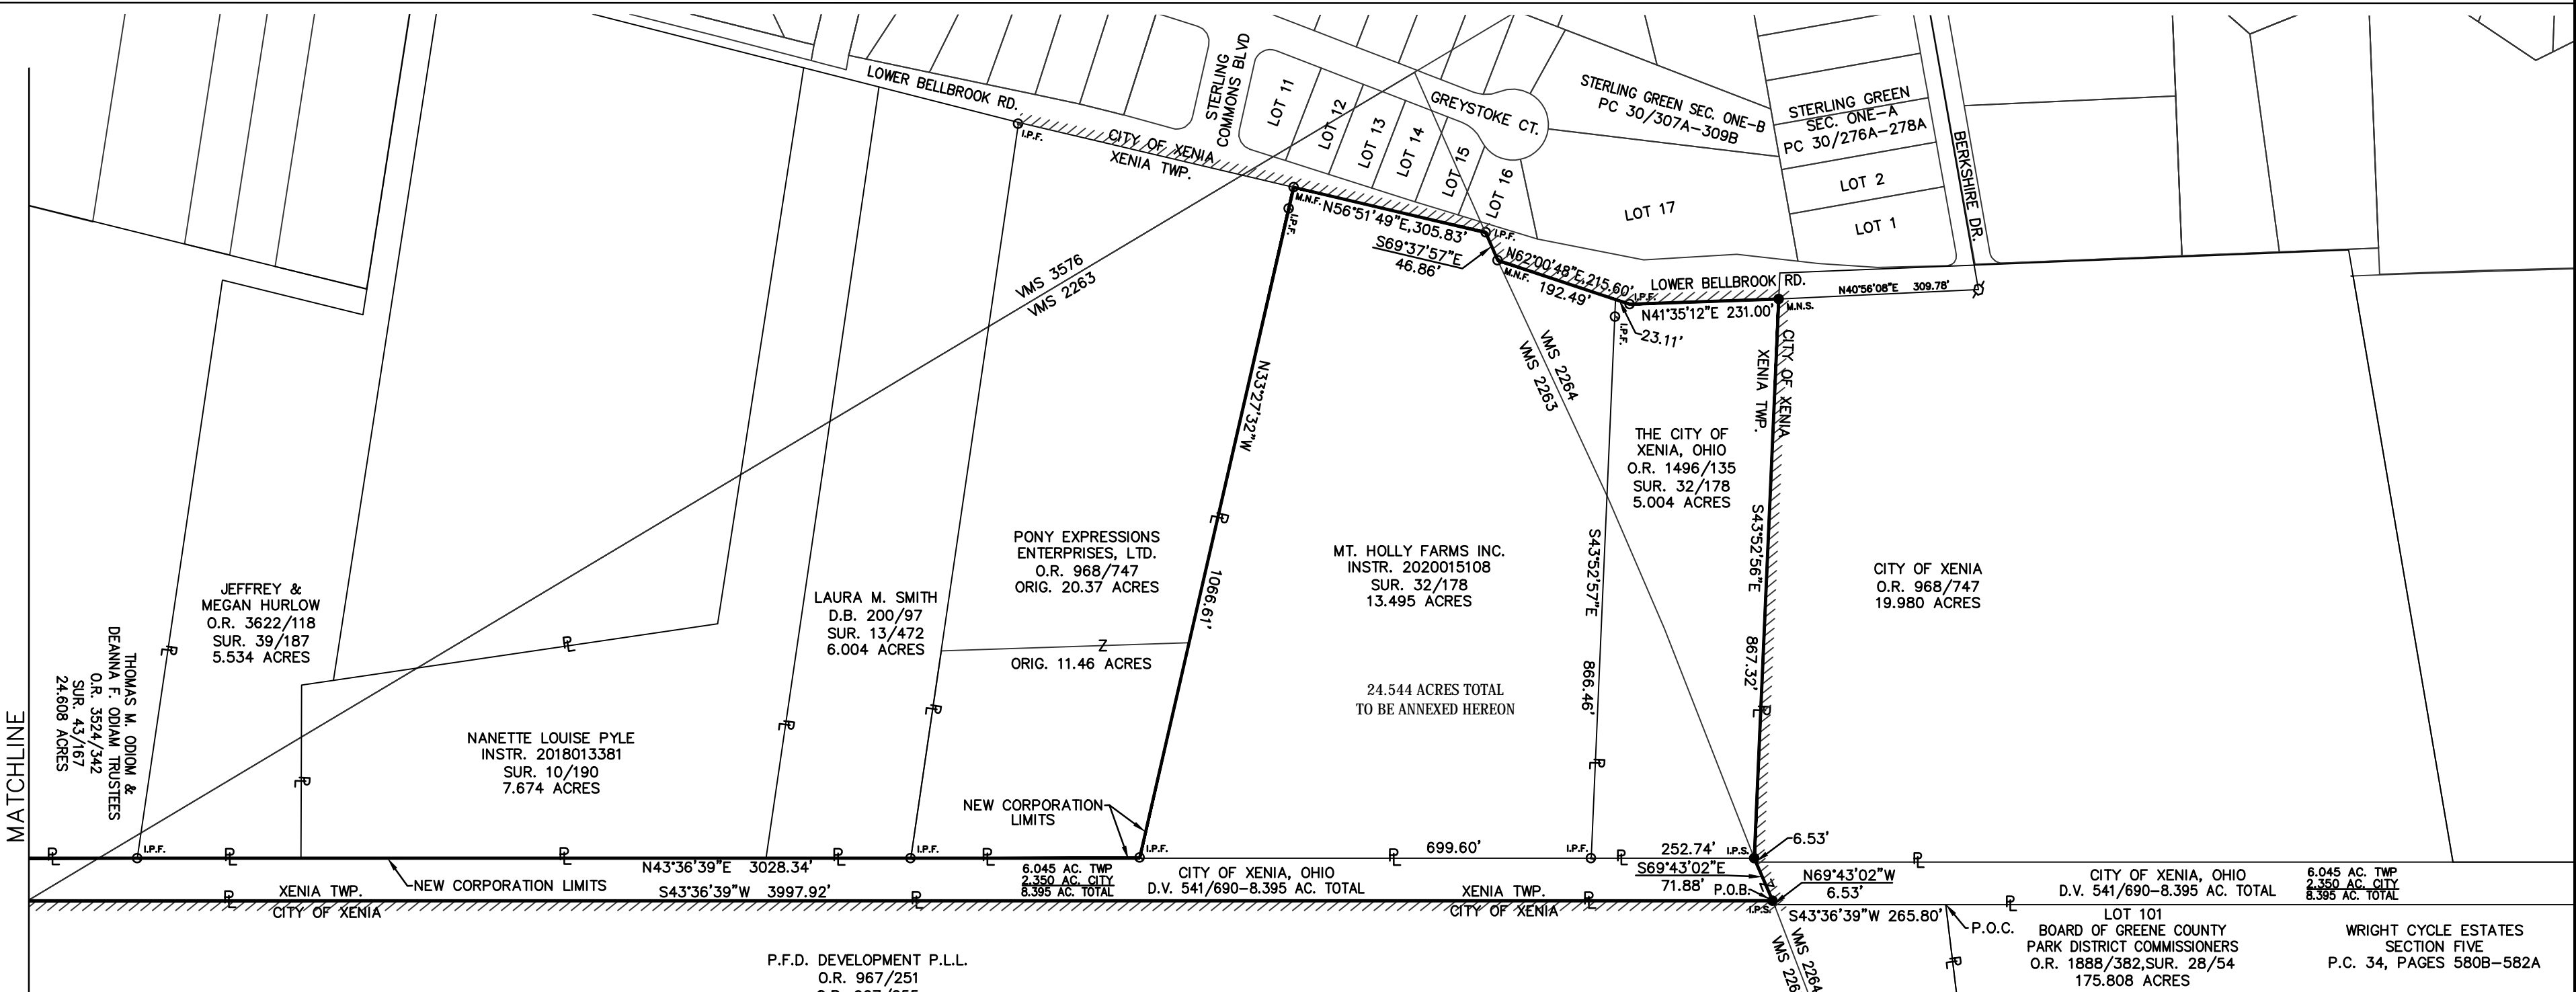 LOWER BELLBROOK RD.
STERLING
COMMONS BLVD
LOT 11
LOT 12
LOT 13
LOT 14
LOT 15
LOT 16
GREYSTOKE CT.
STERLING GREEN SEC. ONE-B
PC 30/307A-309B
STERLING GREEN
SEC. ONE-A
PC 30/276A-278A
LOT 2
LOT 1
LOT 17
BERKSHIRE DR.
I.P.F.
CITY OF XENIA
XENIA TWP.
M.N.F.
I.P.F.
N56°51'49"E,305.83'
I.P.F.
S69°37'57"E
46.86'
M.N.F.
N62°00'48"E,215.60'
192.49'
I.P.F.
LOWER BELLBROOK RD.
N41°35'12"E 231.00'
M.N.S.
N40°56'08"E 309.78'
I.P.F.
23.11'
VMS 3576
VMS 2263
VMS 2264
VMS 2263
XENIA TWP.
CITY OF XENIA
N33°27'32"W
1066.61'
THE CITY OF
XENIA, OHIO
O.R. 1496/135
SUR. 32/178
5.004 ACRES
S43°52'57"E
866.46'
S43°52'56"E
867.32'
PONY EXPRESSIONS
ENTERPRISES, LTD.
O.R. 968/747
ORIG. 20.37 ACRES
MT. HOLLY FARMS INC.
INSTR. 2020015108
SUR. 32/178
13.495 ACRES
CITY OF XENIA
O.R. 968/747
19.980 ACRES
JEFFREY &
MEGAN HURLOW
O.R. 3622/118
SUR. 39/187
5.534 ACRES
LAURA M. SMITH
D.B. 200/97
SUR. 13/472
6.004 ACRES
Z
ORIG. 11.46 ACRES
24.544 ACRES TOTAL
TO BE ANNEXED HEREON
THOMAS M. ODIOM &
DEANNA F. ODIAM TRUSTEES
O.R. 3524/342
SUR. 43/167
24.608 ACRES
NANETTE LOUISE PYLE
INSTR. 2018013381
SUR. 10/190
7.674 ACRES
MATCHLINE
NEW CORPORATION
LIMITS
I.P.F.
I.P.F.
I.P.F.
699.60'
I.P.F.
252.74'
I.P.S.
6.53'
N43°36'39"E 3028.34'
NEW CORPORATION LIMITS
6.045 AC. TWP
2.350 AC. CITY
8.395 AC. TOTAL
CITY OF XENIA, OHIO
D.V. 541/690-8.395 AC. TOTAL
S69°43'02"E
71.88'
P.O.B.
N69°43'02"W
6.53'
CITY OF XENIA, OHIO
D.V. 541/690-8.395 AC. TOTAL
6.045 AC. TWP
2.350 AC. CITY
8.395 AC. TOTAL
XENIA TWP.
CITY OF XENIA
S43°36'39"W 3997.92'
XENIA TWP.
CITY OF XENIA
I.P.S.
S43°36'39"W 265.80'
P.O.C.
LOT 101
BOARD OF GREENE COUNTY
PARK DISTRICT COMMISSIONERS
O.R. 1888/382,SUR. 28/54
175.808 ACRES
WRIGHT CYCLE ESTATES
SECTION FIVE
P.C. 34, PAGES 580B-582A
VMS 2264
P.F.D. DEVELOPMENT P.L.L.
O.R. 967/251